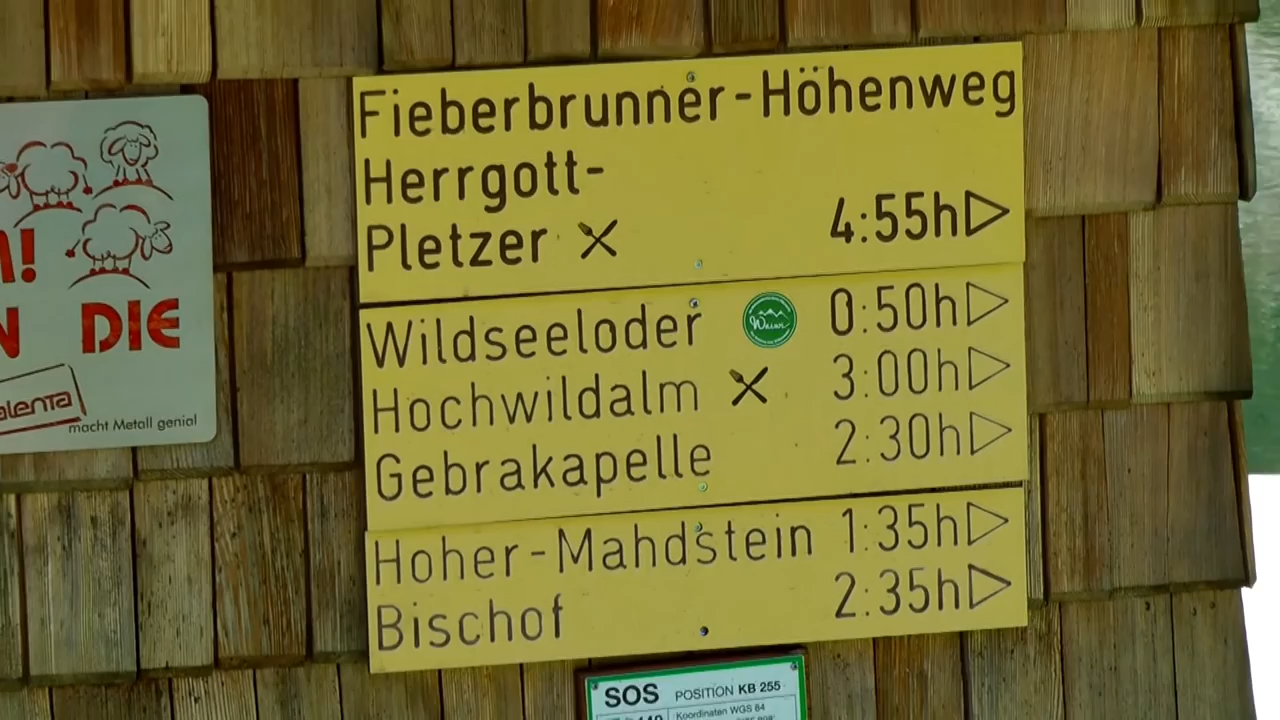 Fieberbrunner-Höhenweg
Herrgott-
Pletzer 4:55h
Wildseeloder 0:50h
Hochwildalm 3:00h
Gebrakapelle 2:30h
Hoher-Mahdstein 1:35h
Bischof 2:35h
!
N DIE
alenta
macht Metall genial
SOS POSITION KB 255
Koordinaten WGS 84